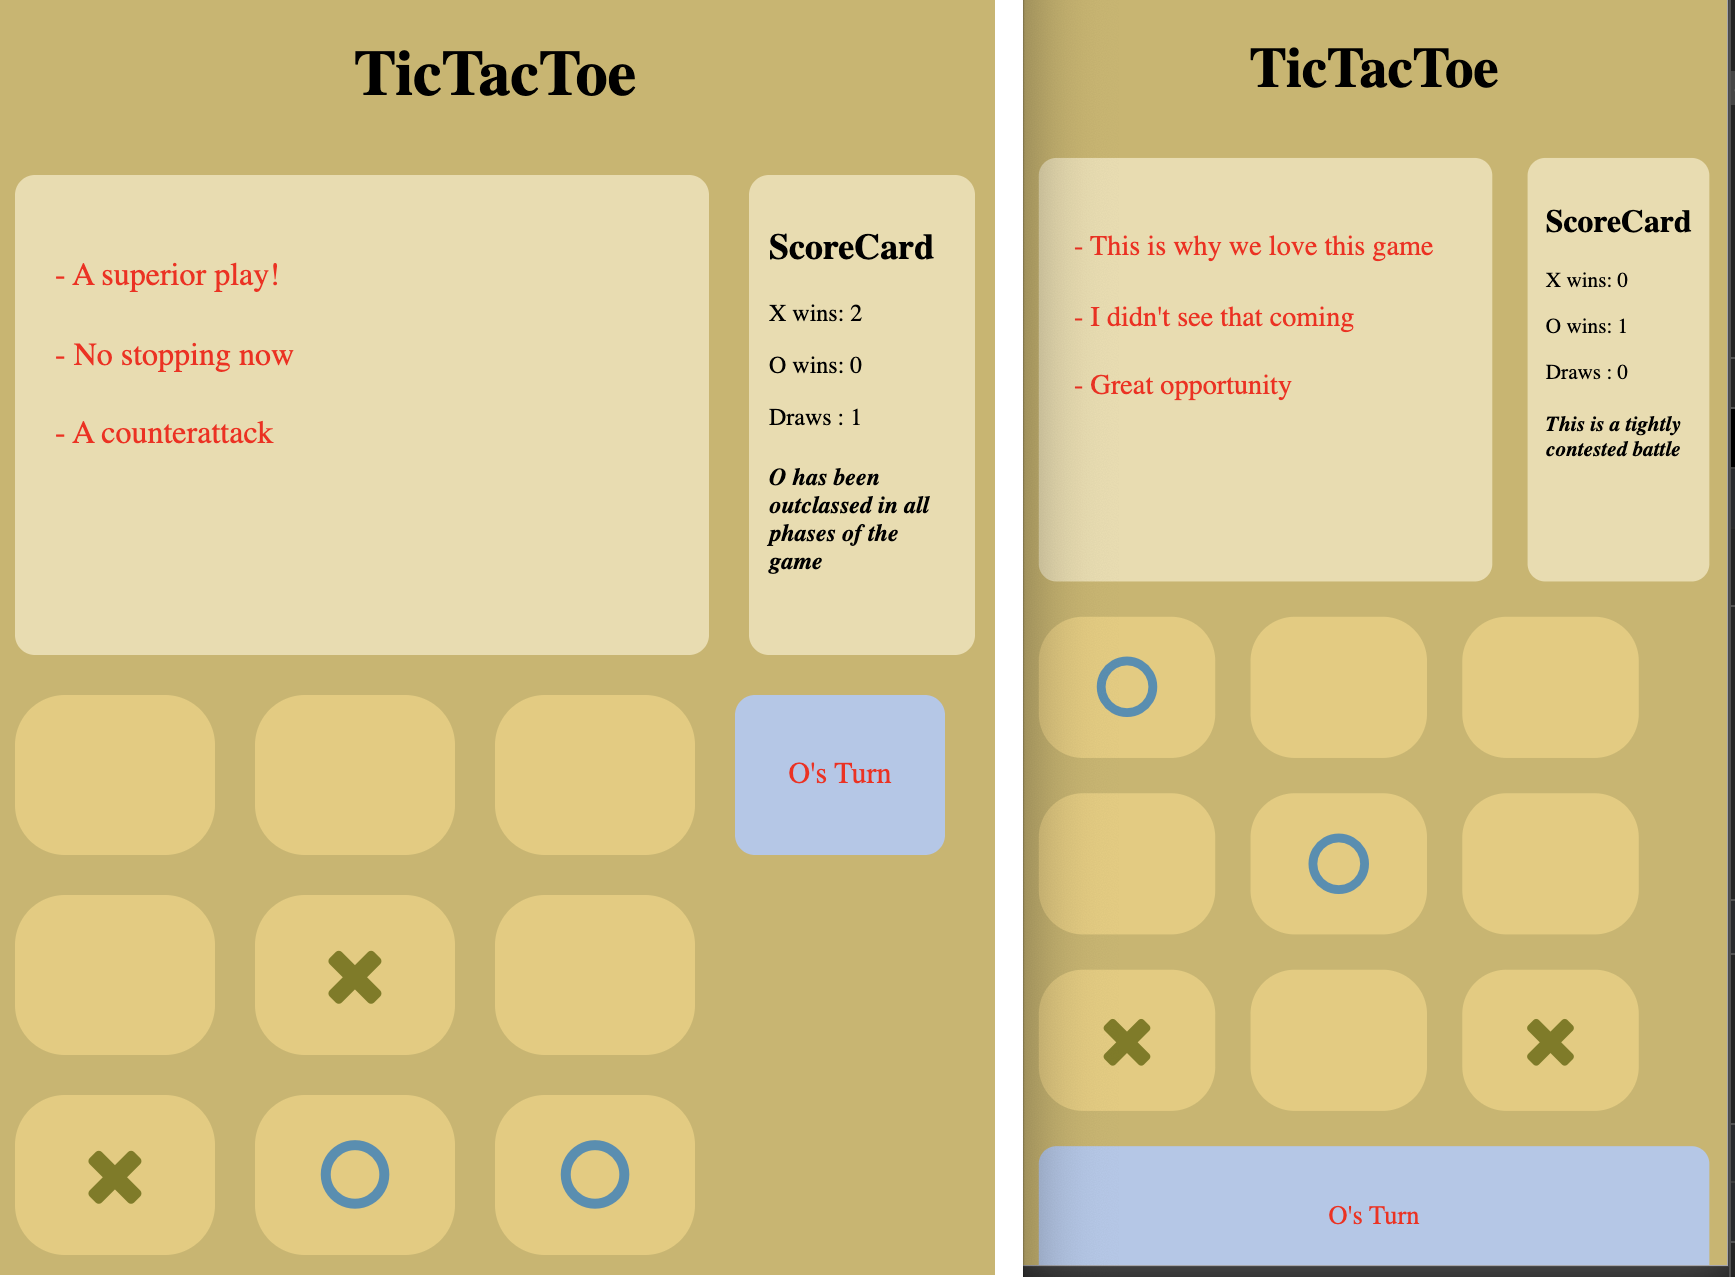 TicTacToe
- A superior play!
- No stopping now
- A counterattack
ScoreCard
X wins: 2
O wins: 0
Draws : 1
O has been
outclassed in all
phases of the
game
O's Turn
TicTacToe
- This is why we love this game
- I didn't see that coming
- Great opportunity
ScoreCard
X wins: 0
O wins: 1
Draws : 0
This is a tightly
contested battle
O's Turn